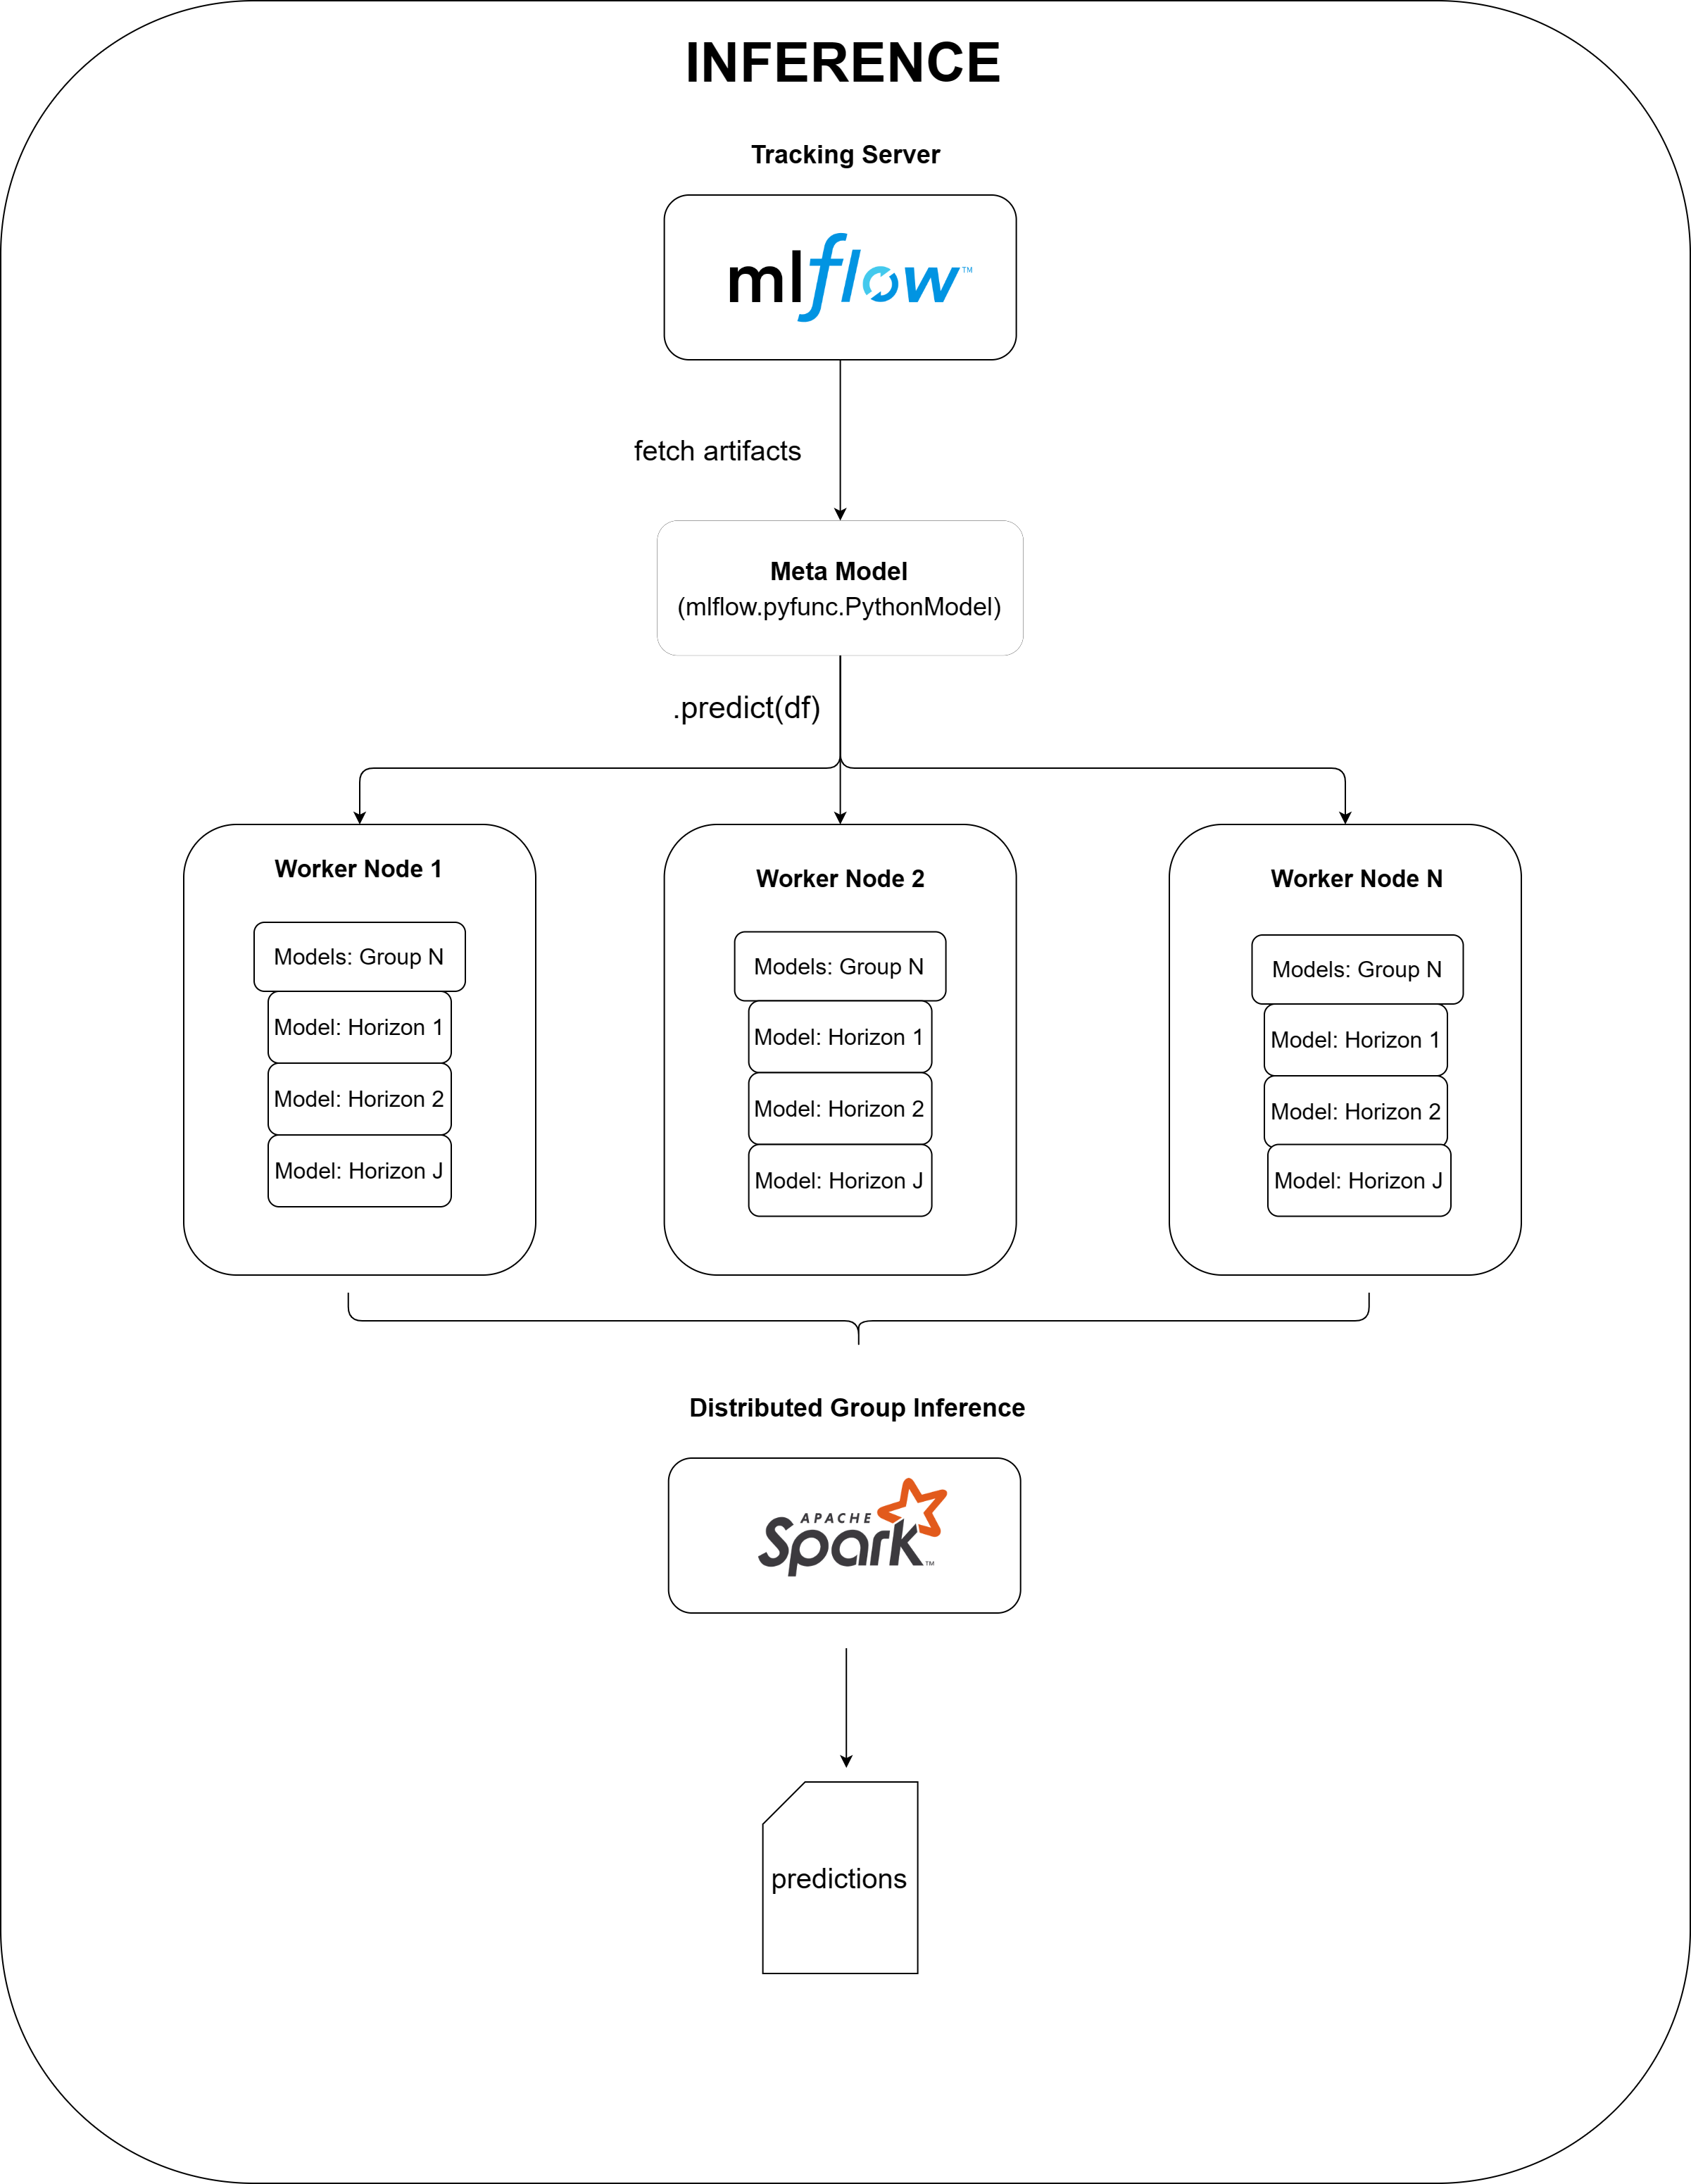 INFERENCE
Tracking Server
mlflow™
fetch artifacts
Meta Model
(mlflow.pyfunc.PythonModel)
.predict(df)
Worker Node 1
Models: Group N
Model: Horizon 1
Model: Horizon 2
Model: Horizon J
Worker Node 2
Models: Group N
Model: Horizon 1
Model: Horizon 2
Model: Horizon J
Worker Node N
Models: Group N
Model: Horizon 1
Model: Horizon 2
Model: Horizon J
Distributed Group Inference
APACHE
Spark™
predictions